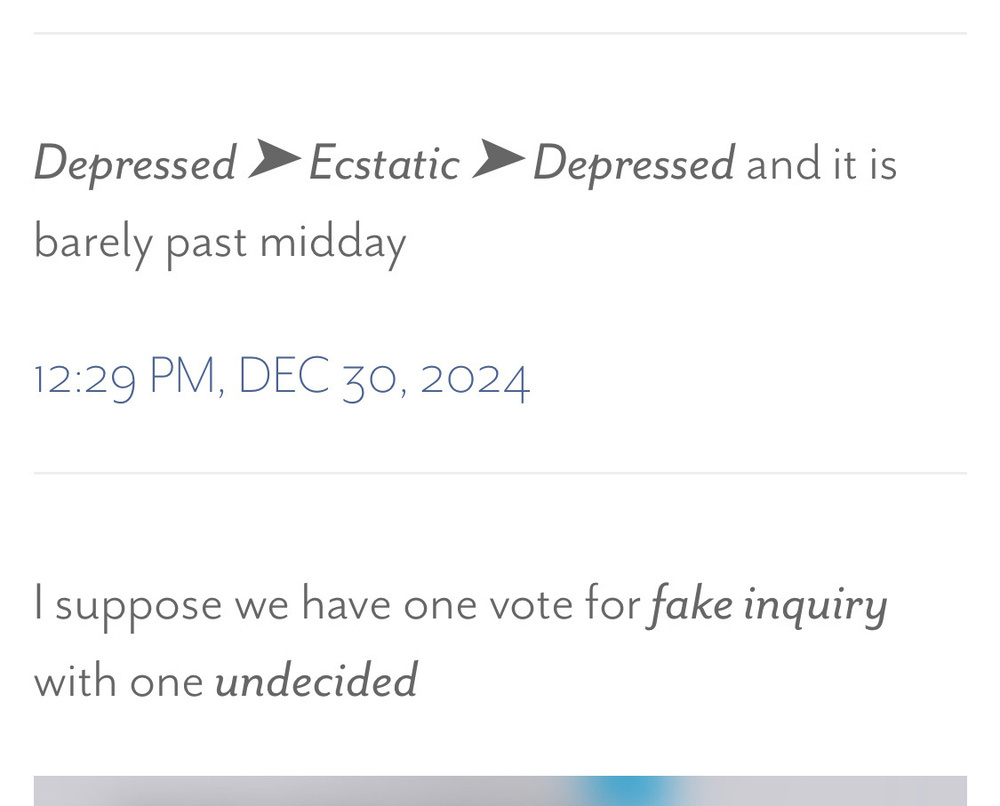 Depressed ➤ Ecstatic ➤ Depressed and it is
barely past midday
12:29 PM, DEC 30, 2024
I suppose we have one vote for fake inquiry
with one undecided